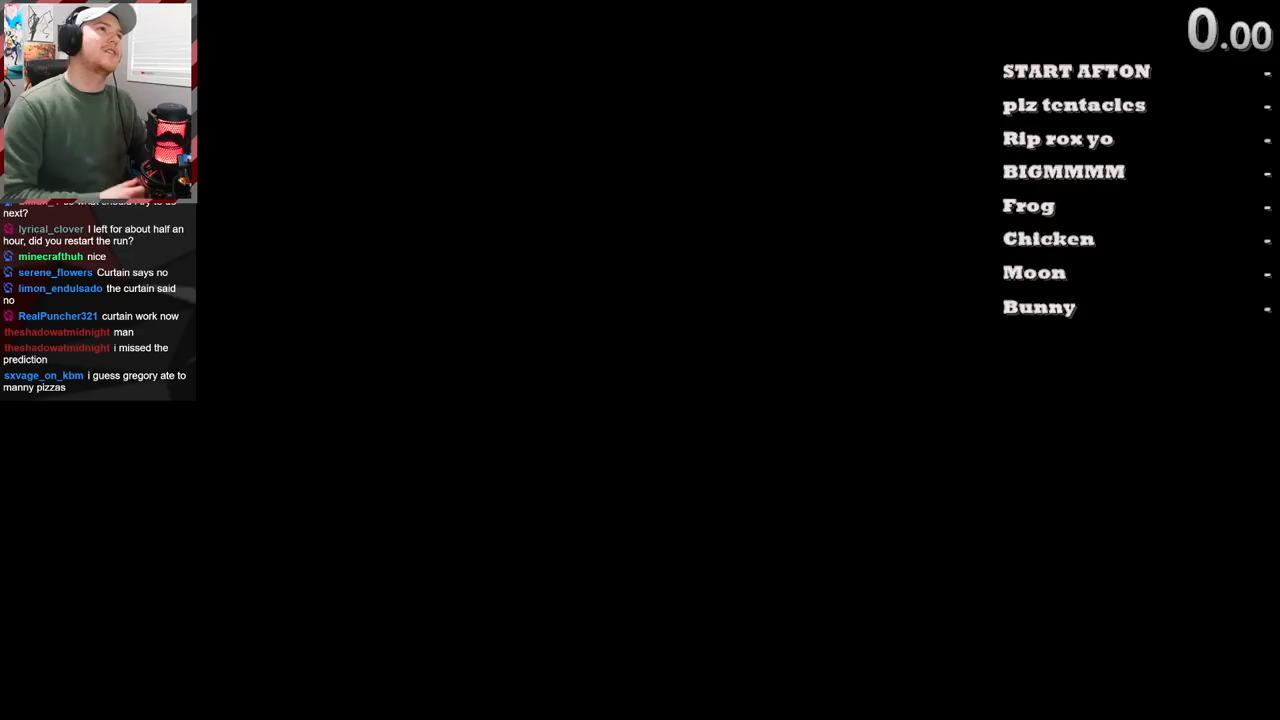 next?
lyrical_clover I left for about half an
hour, did you restart the run?
minecrafthuh nice
serene_flowers Curtain says no
limon_endulsado the curtain said
no
RealPuncher321 curtain work now
theshadowatmidnight man
theshadowatmidnight i missed the
prediction
sxvage_on_kbm i guess gregory ate to
manny pizzas
0.00
START AFTON -
plz tentacles -
Rip rox yo -
BIGMMMM -
Frog -
Chicken -
Moon -
Bunny -